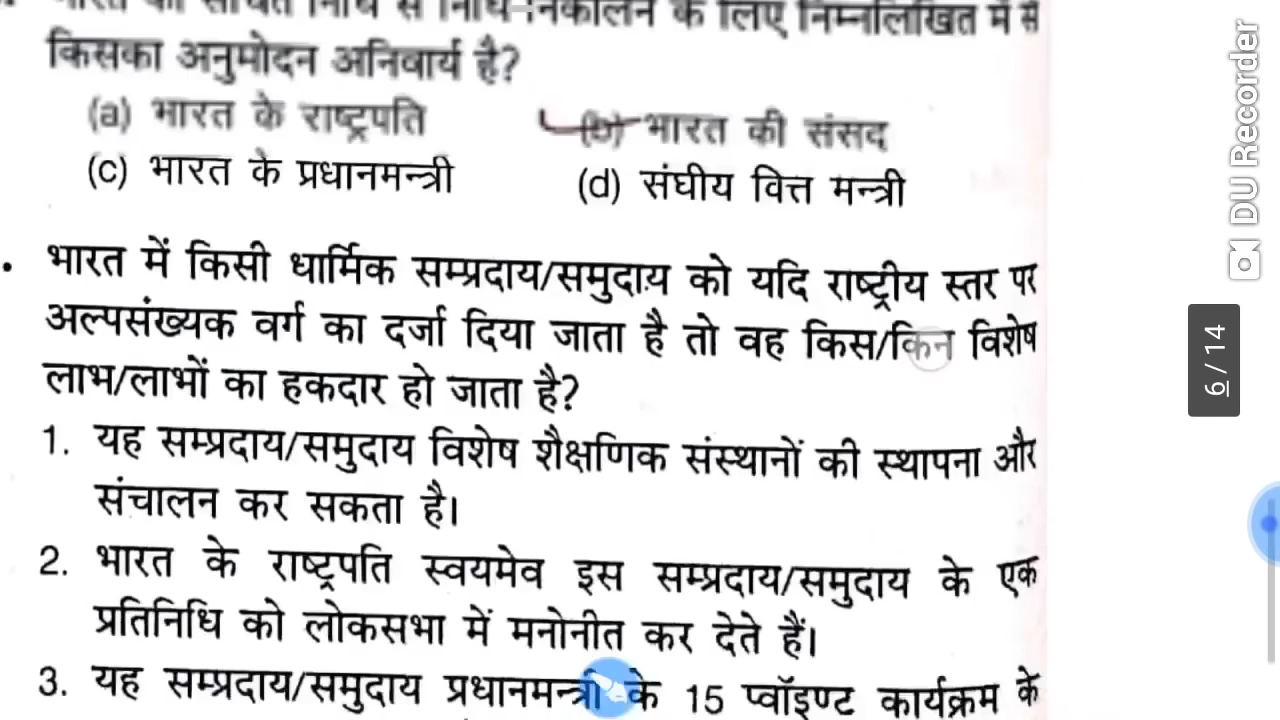 भारत की संचित निधि से निधि निकालने के लिए निम्नलिखित में से
किसका अनुमोदन अनिवार्य है?
(a) भारत के राष्ट्रपति (b) भारत की संसद
(c) भारत के प्रधानमन्त्री (d) संघीय वित्त मन्त्री
. भारत में किसी धार्मिक सम्प्रदाय/समुदाय को यदि राष्ट्रीय स्तर पर
अल्पसंख्यक वर्ग का दर्जा दिया जाता है तो वह किस/किन विशेष
लाभ/लाभों का हकदार हो जाता है?
1. यह सम्प्रदाय/समुदाय विशेष शैक्षणिक संस्थानों की स्थापना और
संचालन कर सकता है।
2. भारत के राष्ट्रपति स्वयमेव इस सम्प्रदाय/समुदाय के एक
प्रतिनिधि को लोकसभा में मनोनीत कर देते हैं।
3. यह सम्प्रदाय/समुदाय प्रधानमन्त्री के 15 प्वॉइण्ट कार्यक्रम के
DU Recorder
6 / 14